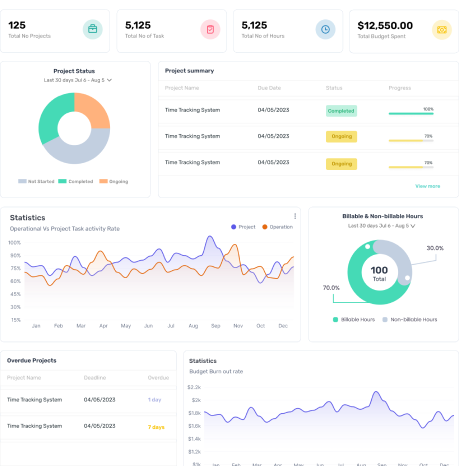 125
Total No Projects
5,125
Total No of Task
5,125
Total No of Hours
$12,550.00
Total Budget Spent
Project Status
Last 30 days Jul 6 - Aug 5
Not Started Completed Ongoing
Project summary
Project Name Due Date Status Progress
Time Tracking System 04/05/2023 Completed 100%
Time Tracking System 04/05/2023 Ongoing 70%
Time Tracking System 04/05/2023 Ongoing 70%
View more
Statistics
Operational Vs Project Task activity Rate
Project Operation
100%
90%
75%
60%
45%
30%
15%
Jan Feb Mar Apr May Jun Jul Aug Sep Nov Oct Dec
Billable & Non-billable Hours
Last 30 days Jul 6 - Aug 5
30.0%
100
Total
70.0%
Billable Hours Non-billable Hours
Overdue Projects
Project Name Deadline Overdue
Time Tracking System 04/05/2023 1 day
Time Tracking System 04/05/2023 7 days
Statistics
Budget Burn out rate
$2.2k
$2k
$1.8k
$1.6k
$1.4k
$1.2k
$1k
Jan Feb Mar Apr May Jun Jul Aug Sep Nov Oct Dec